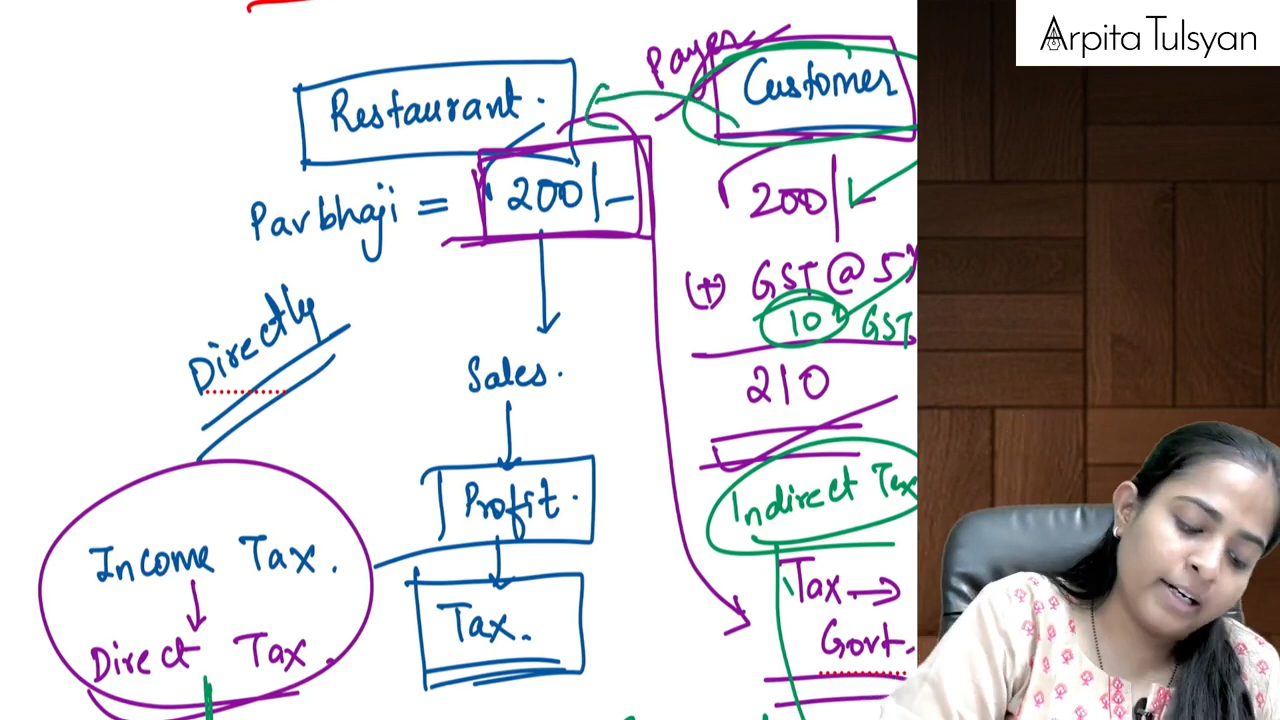 Arpita Tulsyan
Payer
Restaurant.
Customer
Pavbhaji = 200/-
200/
(+) GST @ 5%
10 GST
Directly
Sales.
210
Profit.
Indirect Tax
Income Tax.
Tax →
Tax.
Govt.
Direct Tax.